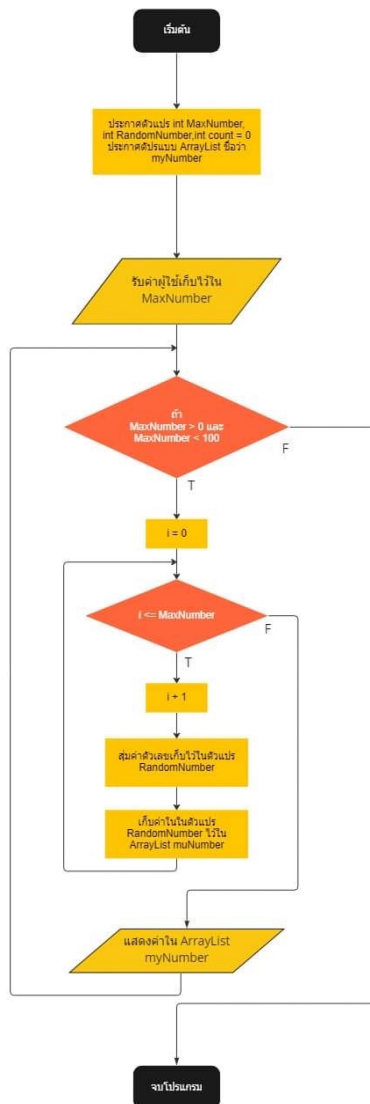 เริ่มต้น
ประกาศตัวแปร int MaxNumber,
int RandomNumber,int count = 0
ประกาศตัปรแบบ ArrayList ชื่อว่า
myNumber
รับค่าผู้ใช้เก็บไว้ใน
MaxNumber
ถ้า
MaxNumber > 0 และ
MaxNumber < 100
F
T
i = 0
i <= MaxNumber
F
T
i + 1
สุ่มค่าตัวเลขเก็บไว้ในตัวแปร
RandomNumber
เก็บค่าในในตัวแปร
RandomNumber ไว้ใน
ArrayList muNumber
แสดงค่าใน ArrayList
myNumber
จบโปรแกรม